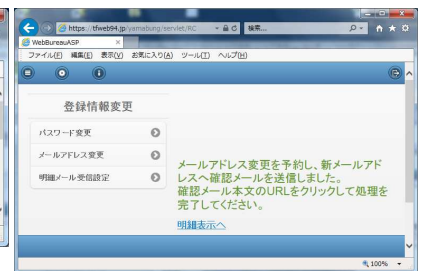 https://tfweb94.jp/yamabung/servlet/RC
検索...
WebBureauASP
ファイル(F) 編集(E) 表示(V) お気に入り(A) ツール(T) ヘルプ(H)
登録情報変更
パスワード変更
メールアドレス変更
明細メール受信設定
メールアドレス変更を予約し、新メールアド
レスへ確認メールを送信しました。
確認メール本文のURLをクリックして処理を
完了してください。
明細表示へ
100%